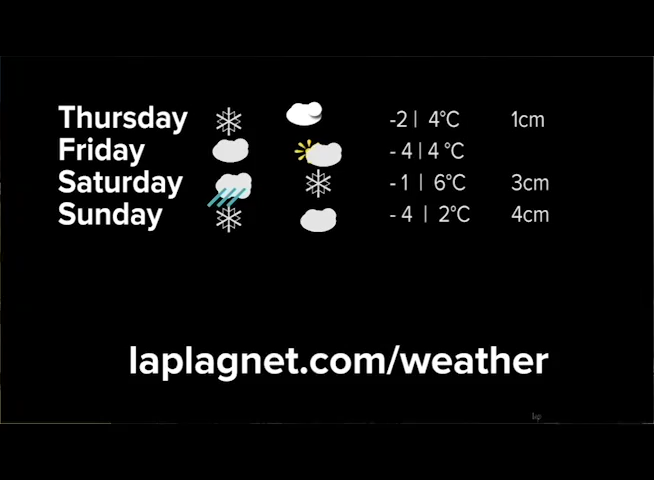 Thursday -2 | 4°C 1cm
Friday - 4 | 4 °C
Saturday - 1 | 6°C 3cm
Sunday - 4 | 2°C 4cm
laplagnet.com/weather